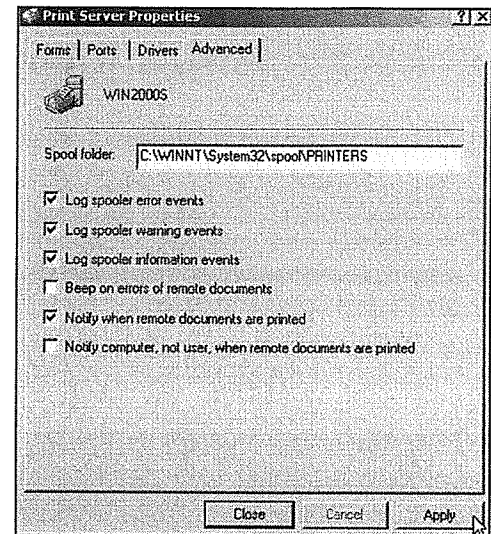 Print Server Properties
Forms Ports Drivers Advanced
WIN2000S
Spool folder: C:\WINNT\System32\spool\PRINTERS
Log spooler error events
Log spooler warning events
Log spooler information events
Beep on errors of remote documents
Notify when remote documents are printed
Notify computer, not user, when remote documents are printed
Close Cancel Apply